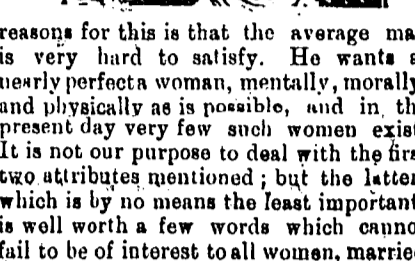 reasons for this is that the average ma
is very hard to satisfy. He wants a
nearly perfect a woman, mentally, morally
and physically as is possible, and in th
present day very few such women exist
It is not our purpose to deal with the firs
two attributes mentioned ; but the latter
which is by no means the least important
is well worth a few words which canno
fail to be of interest to all women, marrie